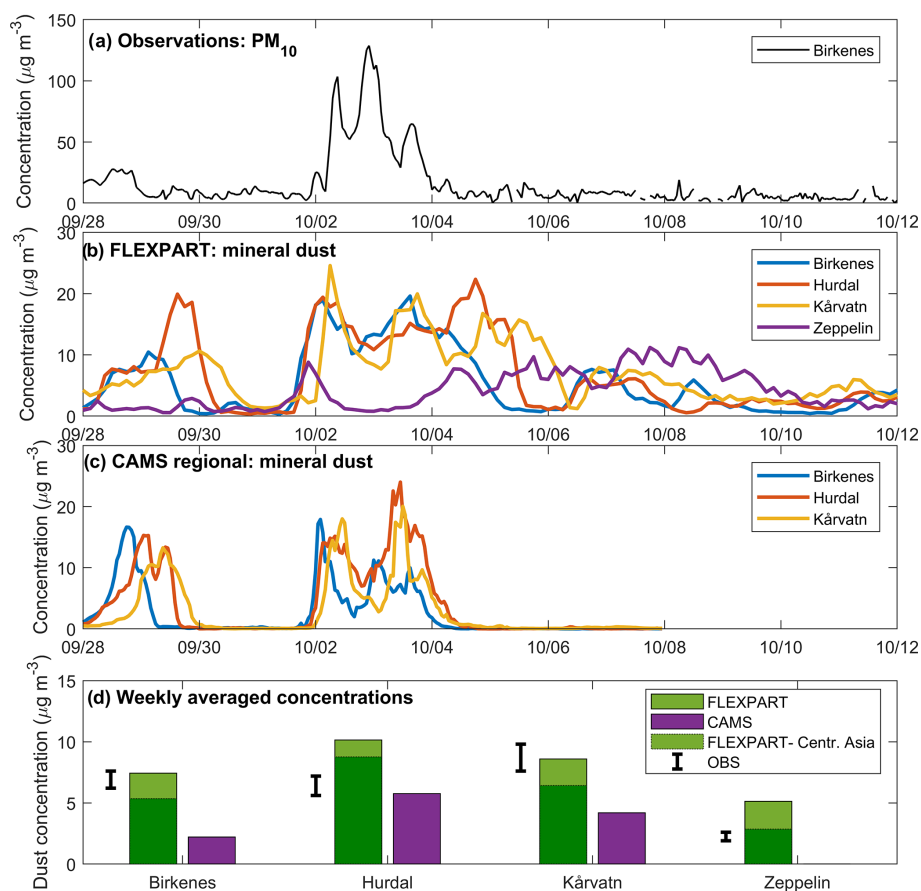 (a) Observations: PM10
Birkenes
Concentration (μg m-3)
150
100
50
0
09/28 09/30 10/02 10/04 10/06 10/08 10/10 10/12
(b) FLEXPART: mineral dust
Birkenes
Hurdal
Kårvatn
Zeppelin
Concentration (μg m-3)
30
20
10
0
09/28 09/30 10/02 10/04 10/06 10/08 10/10 10/12
(c) CAMS regional: mineral dust
Birkenes
Hurdal
Kårvatn
Concentration (μg m-3)
30
20
10
0
09/28 09/30 10/02 10/04 10/06 10/08 10/10 10/12
(d) Weekly averaged concentrations
FLEXPART
CAMS
FLEXPART- Centr. Asia
OBS
Dust concentration (μg m-3)
15
10
5
0
Birkenes Hurdal Kårvatn Zeppelin